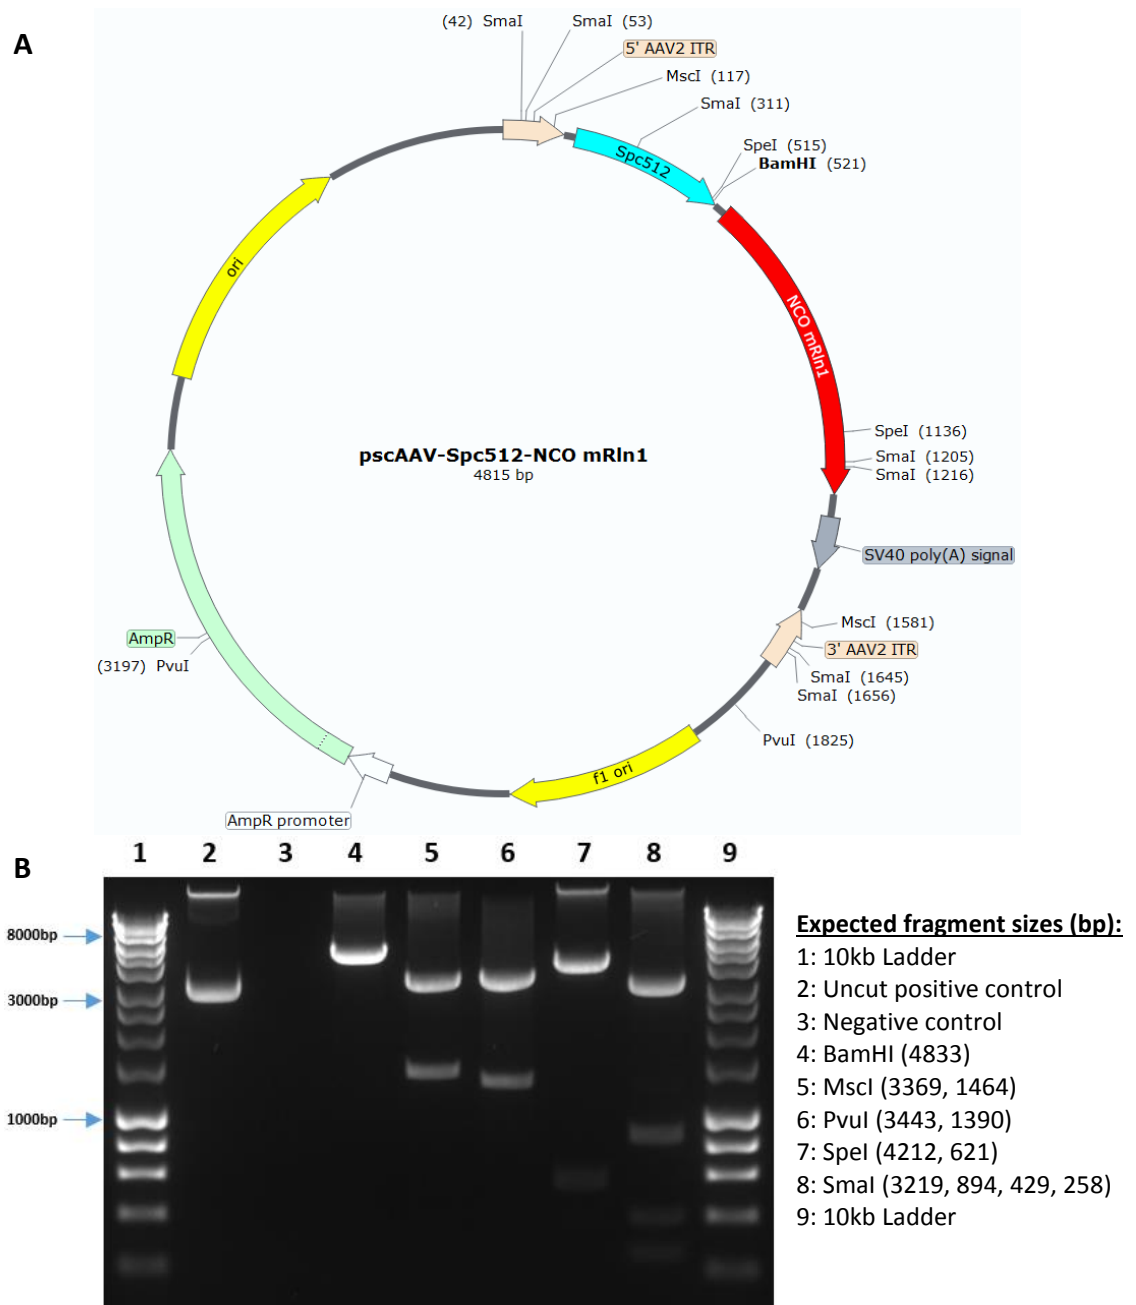 A
(42) SmaI
SmaI (53)
5' AAV2 ITR
MscI (117)
SmaI (311)
Spc512
SpeI (515)
BamHI (521)
NCO mRln1
ori
pscAAV-Spc512-NCO mRln1
4815 bp
SpeI (1136)
SmaI (1205)
SmaI (1216)
SV40 poly(A) signal
MscI (1581)
3' AAV2 ITR
SmaI (1645)
SmaI (1656)
PvuI (1825)
AmpR
(3197) PvuI
f1 ori
AmpR promoter
B
1 2 3 4 5 6 7 8 9
8000bp
3000bp
1000bp
Expected fragment sizes (bp):
1: 10kb Ladder
2: Uncut positive control
3: Negative control
4: BamHI (4833)
5: MscI (3369, 1464)
6: PvuI (3443, 1390)
7: SpeI (4212, 621)
8: SmaI (3219, 894, 429, 258)
9: 10kb Ladder